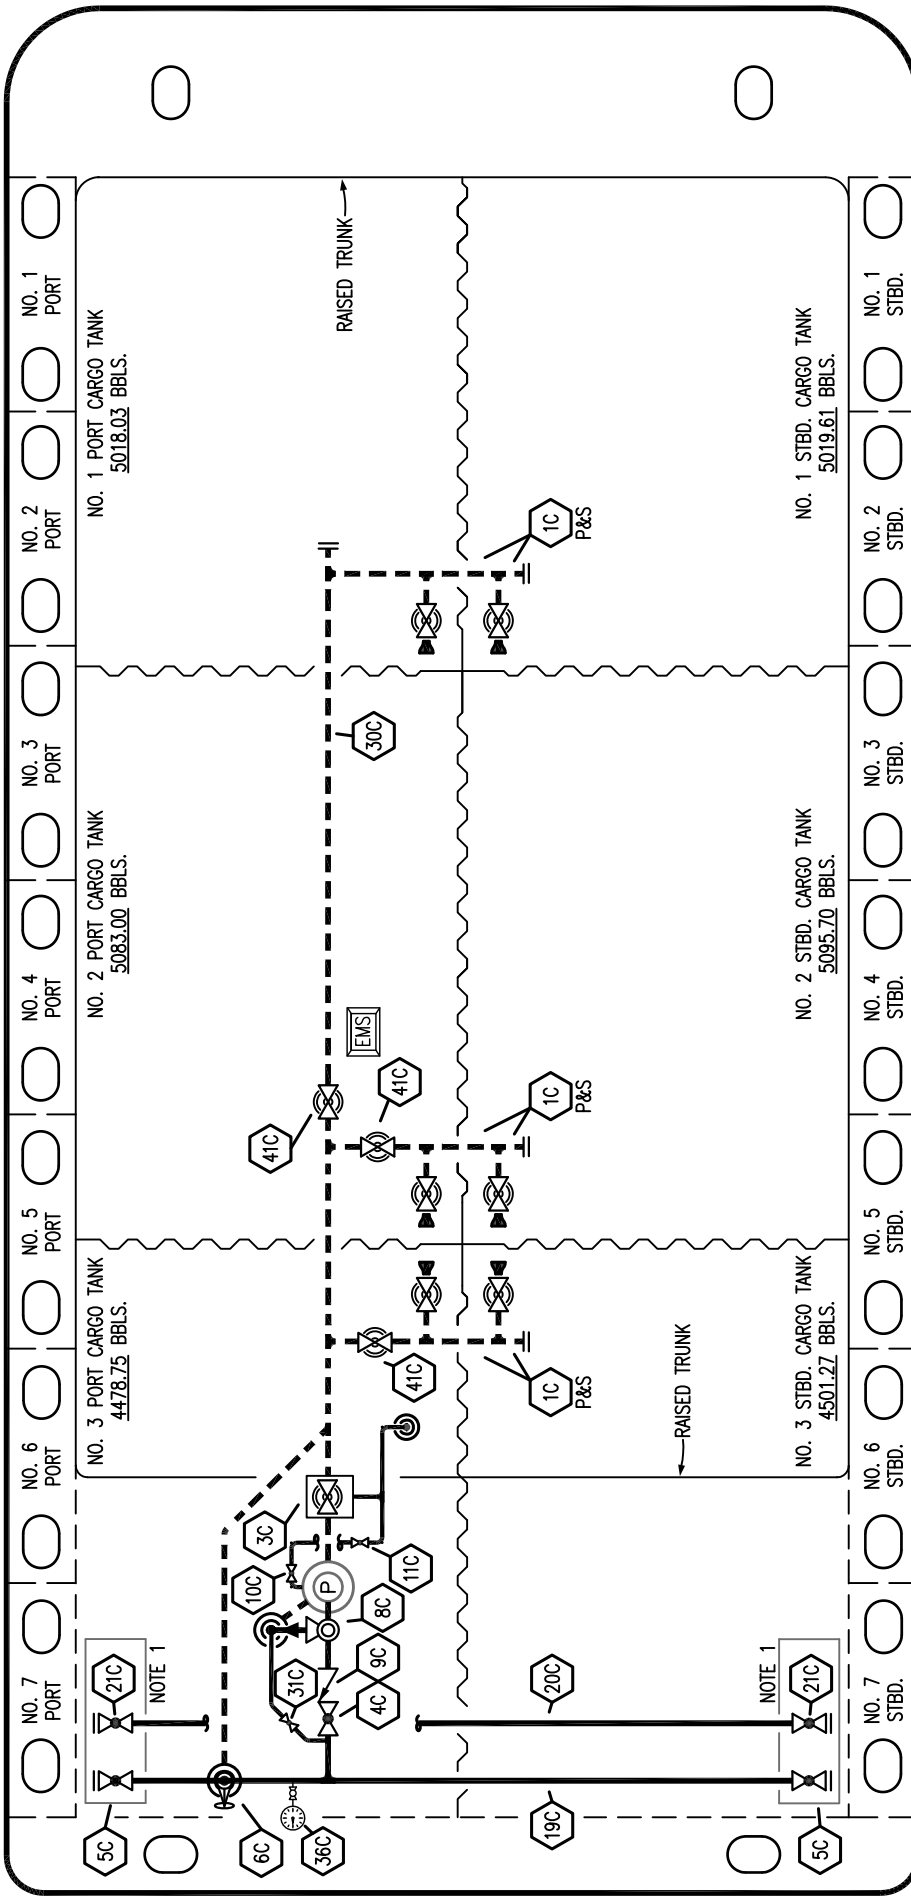 NO. 1
PORT
NO. 2
PORT
NO. 3
PORT
NO. 4
PORT
NO. 5
PORT
NO. 6
PORT
NO. 7
PORT
NO. 1 PORT CARGO TANK
5018.03 BBLS.
NO. 2 PORT CARGO TANK
5083.00 BBLS.
NO. 3 PORT CARGO TANK
4478.75 BBLS.
RAISED TRUNK
1C
P&S
30C
EMS
41C
41C
1C
P&S
41C
1C
P&S
3C
10C
11C
P
8C
9C
31C
4C
21C
NOTE 1
5C
6C
36C
19C
20C
NOTE 1
21C
5C
RAISED TRUNK
NO. 1 STBD. CARGO TANK
5019.61 BBLS.
NO. 2 STBD. CARGO TANK
5095.70 BBLS.
NO. 3 STBD. CARGO TANK
4501.27 BBLS.
NO. 1
STBD.
NO. 2
STBD.
NO. 3
STBD.
NO. 4
STBD.
NO. 5
STBD.
NO. 6
STBD.
NO. 7
STBD.